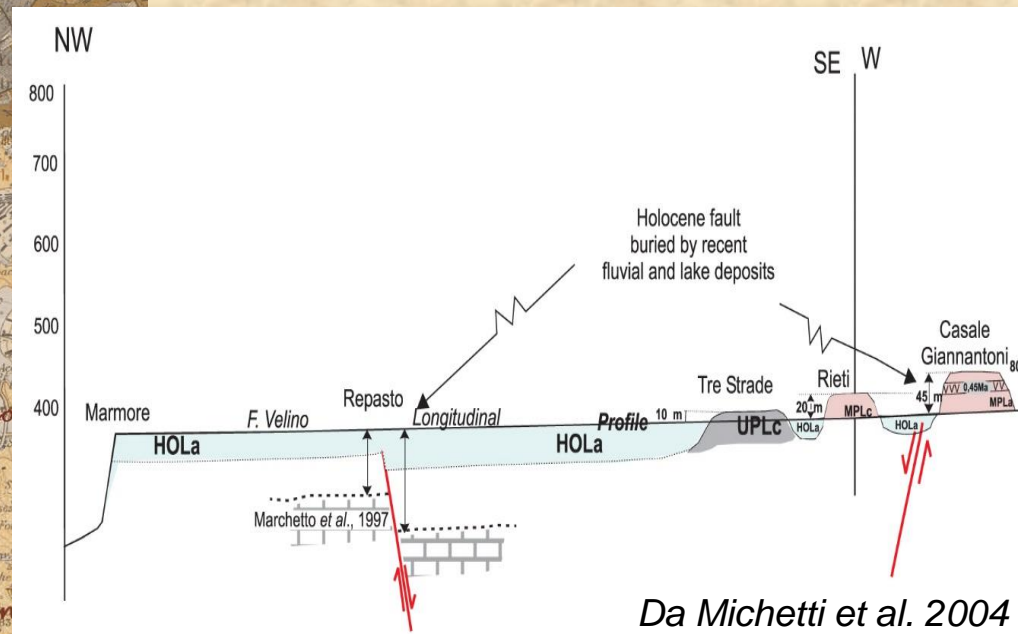 NW
SE W
800
700
600
500
400
Holocene fault
buried by recent
fluvial and lake deposits
Casale
Giannantoni
80
Rieti
Tre Strade
0,45Ma
45 m
MPLa
Repasto
Marmore
F. Velino
Longitudinal
Profile
10 m
20 m
MPLc
HOLa
HOLa
UPLc
HOLa
HOLa
Marchetto et al., 1997
Da Michetti et al. 2004